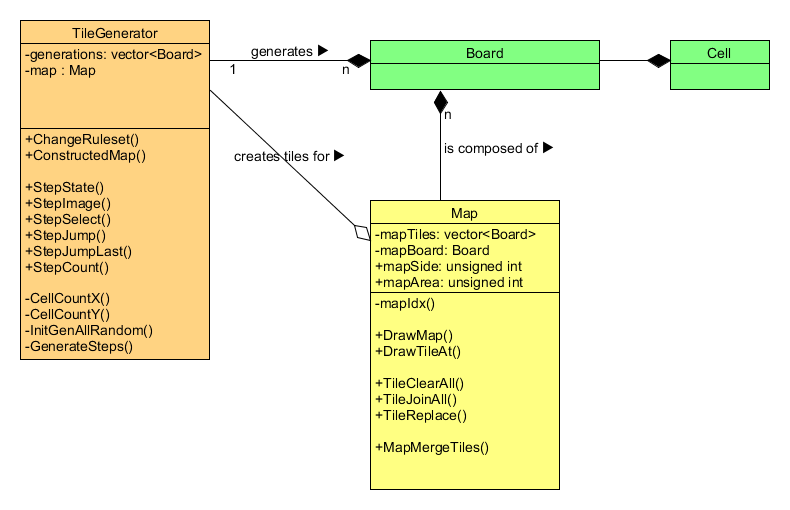 TileGenerator
-generations: vector<Board>
-map : Map
+ChangeRuleset()
+ConstructedMap()
+StepState()
+StepImage()
+StepSelect()
+StepJump()
+StepJumpLast()
+StepCount()
-CellCountX()
-CellCountY()
-InitGenAllRandom()
-GenerateSteps()
generates ▶
1
n
Board
Cell
n
is composed of ▶
creates tiles for ▶
Map
-mapTiles: vector<Board>
-mapBoard: Board
+mapSide: unsigned int
+mapArea: unsigned int
-mapIdx()
+DrawMap()
+DrawTileAt()
+TileClearAll()
+TileJoinAll()
+TileReplace()
+MapMergeTiles()